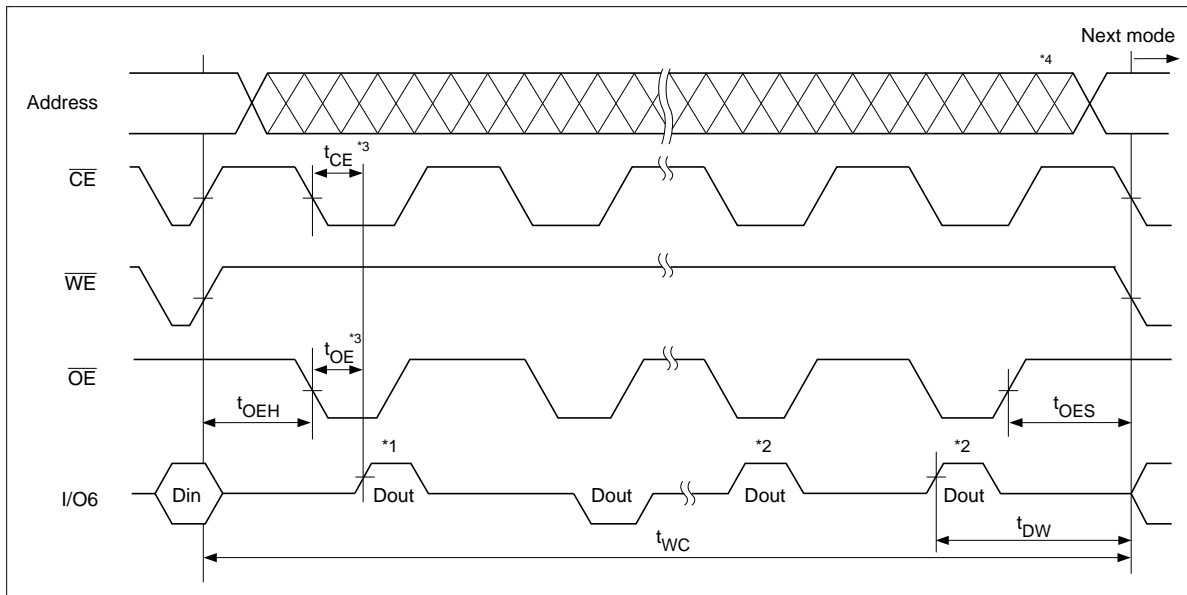 Next mode
*4
Address
tCE *3
CE
WE
tOE *3
OE
tOEH
tOES
*1
*2
*2
I/O6
Din
Dout
Dout
Dout
Dout
tWC
tDW